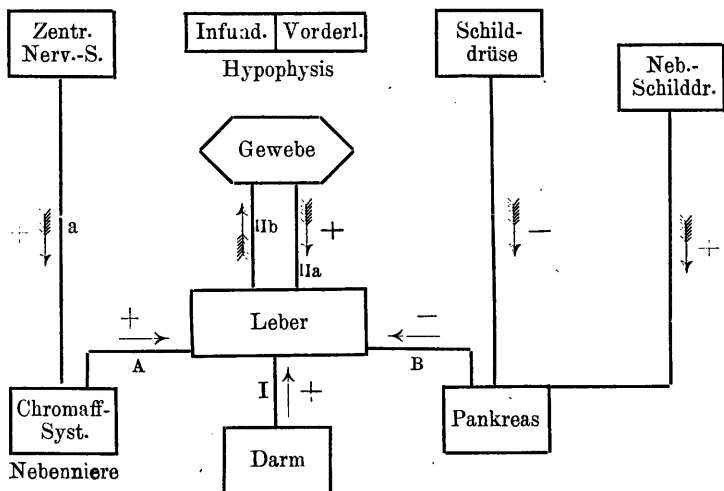 Zentr.
Nerv.-S.
Infund. Vorderl.
Hypophysis
Schild-
drüse
Neb.-
Schilddr.
Gewebe
+ a
IIb + IIa
−
+
+
A
Leber
−
B
I +
Chromaff-
Syst.
Nebenniere
Darm
Pankreas